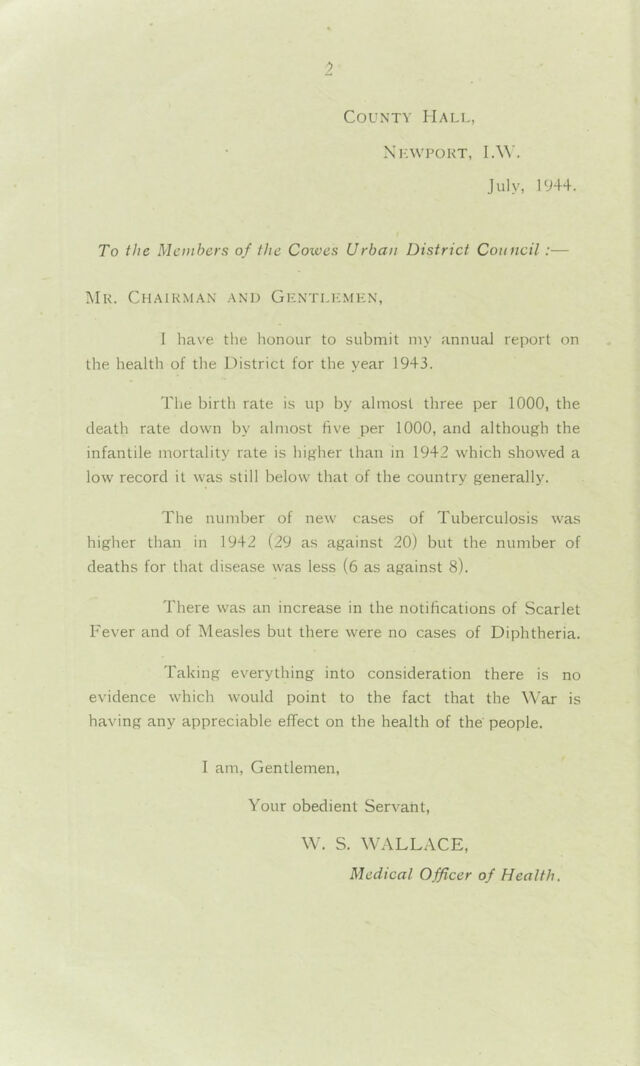 2
County Hall,
Newport, I.W.
July, 1944.
To the Members of the Cowes Urban District Council :—
Mr. Chairman and Gentlemen,
I have the honour to submit my annual report on
the health of the District for the year 1943.
The birth rate is up by almost three per 1000, the
death rate down by almost five per 1000, and although the
infantile mortality rate is higher than in 1942 which showed a
low record it was still below that of the country generally.
The number of new cases of Tuberculosis was
higher than in 1942 (29 as against 20) but the number of
deaths for that disease was less (6 as against 8).
There was an increase in the notifications of Scarlet
Fever and of Measles but there were no cases of Diphtheria.
Taking everything into consideration there is no
evidence which would point to the fact that the War is
having any appreciable effect on the health of the people.
I am, Gentlemen,
Your obedient Servant,
W. S. WALLACE,
Medical Officer of Health.